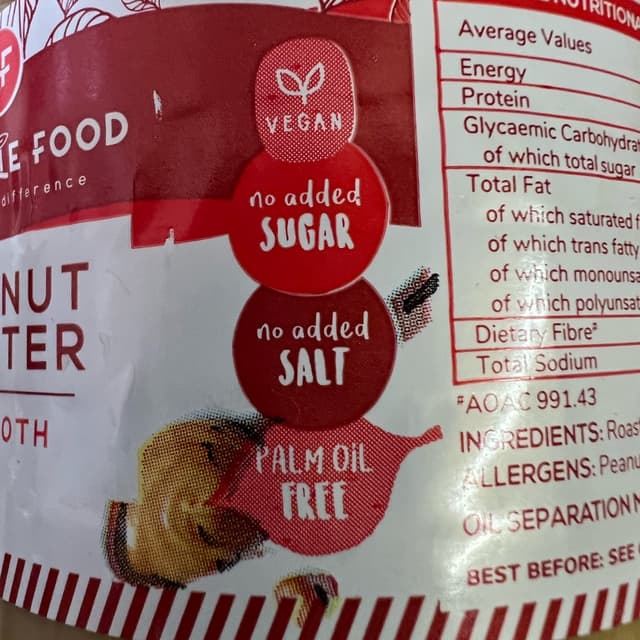 F
LE FOOD
difference
NUT
TER
OTH
VEGAN
no added
SUGAR
no added
SALT
PALM OIL
FREE
NUTRITIONA
Average Values
Energy
Protein
Glycaemic Carbohydrat
of which total sugar
Total Fat
of which saturated f
of which trans fatty
of which monounsa
of which polyunsa
Dietary Fibre#
Total Sodium
#AOAC 991.43
INGREDIENTS: Roast
ALLERGENS: Peanu
OIL SEPARATION M
BEST BEFORE: SEE